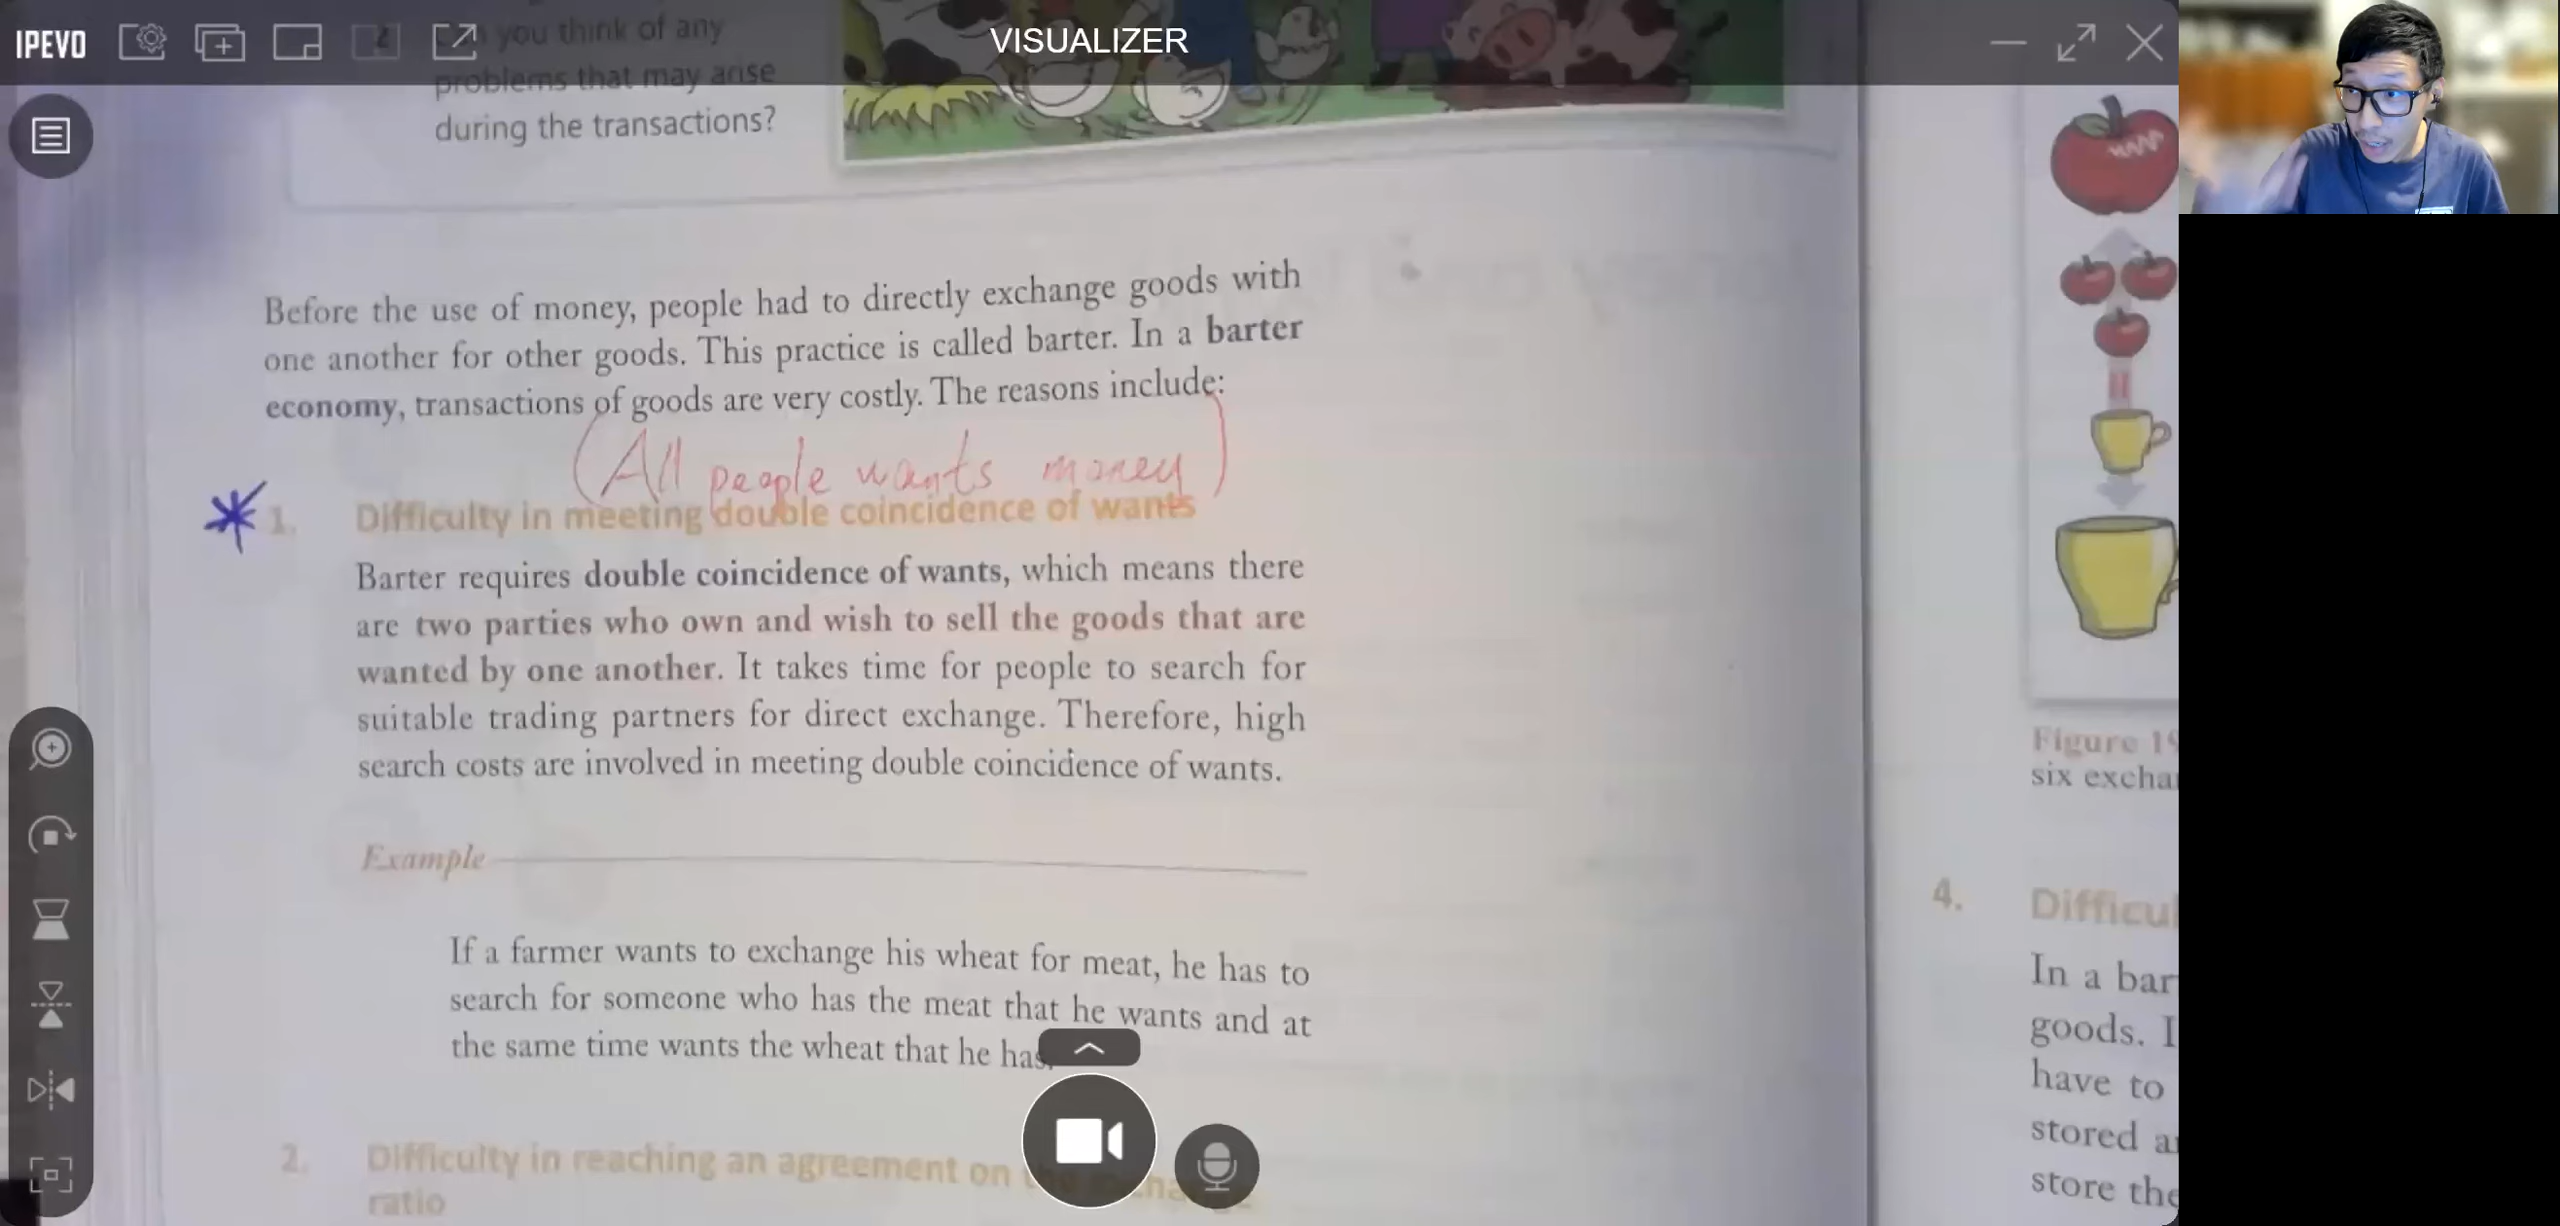 IPEVO
VISUALIZER
you think of any
problems that may arise
during the transactions?
Before the use of money, people had to directly exchange goods with
one another for other goods. This practice is called barter. In a barter
economy, transactions of goods are very costly. The reasons include:
(All people wants money)
1. Difficulty in meeting double coincidence of wants
Barter requires double coincidence of wants, which means there
are two parties who own and wish to sell the goods that are
wanted by one another. It takes time for people to search for
suitable trading partners for direct exchange. Therefore, high
search costs are involved in meeting double coincidence of wants.
Example
If a farmer wants to exchange his wheat for meat, he has to
search for someone who has the meat that he wants and at
the same time wants the wheat that he has.
2. Difficulty in reaching an agreement on
ratio
Figure
six
4.
In a
goods.
have to
stored
store